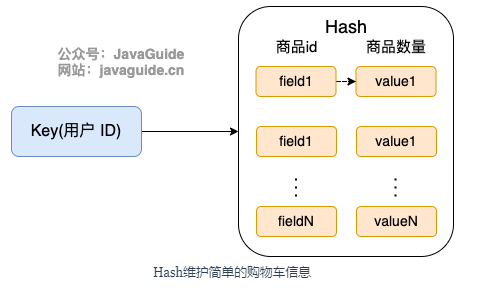 Hash
公众号：JavaGuide
网站：javaguide.cn
商品id 商品数量
field1 value1
Key(用户 ID)
field1 value1
fieldN valueN
Hash维护简单的购物车信息